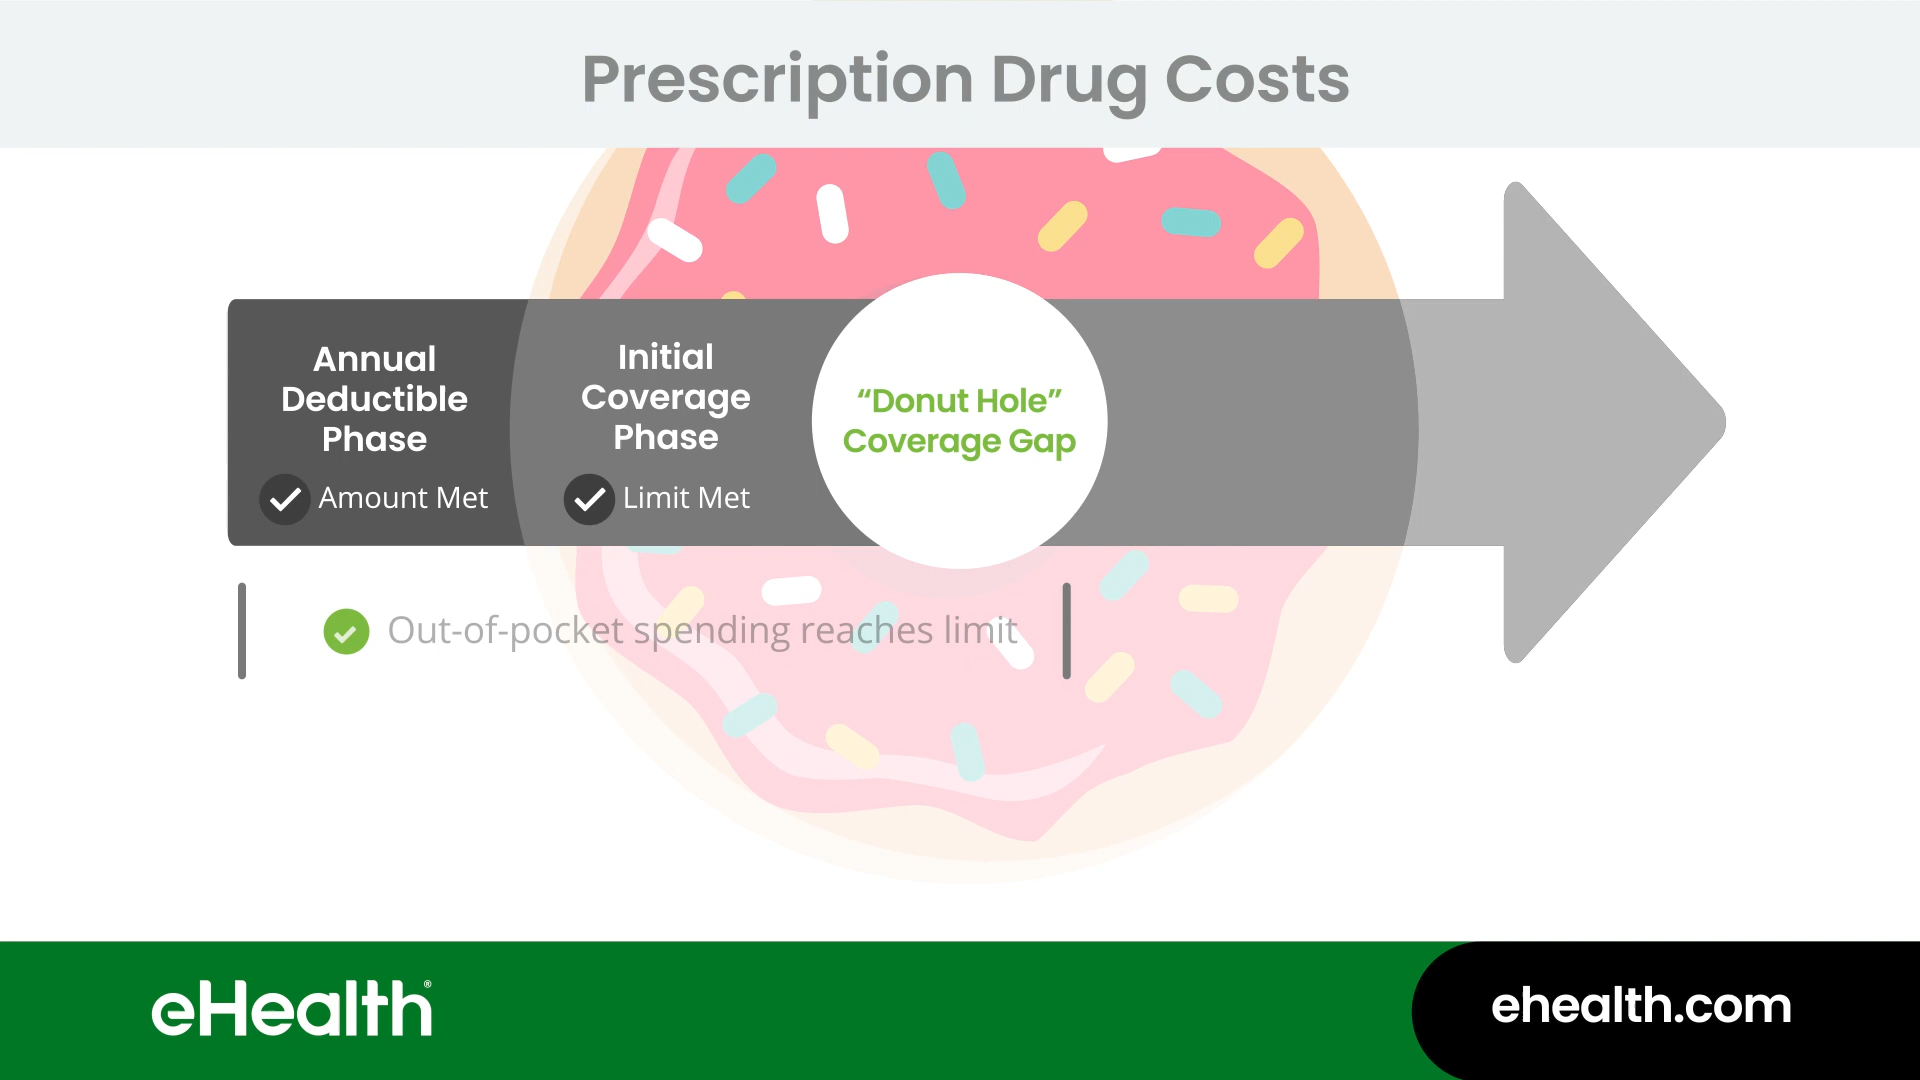 Prescription Drug Costs
Annual
Deductible
Phase
Amount Met
Initial
Coverage
Phase
Limit Met
“Donut Hole”
Coverage Gap
Out-of-pocket spending reaches limit
eHealth®
ehealth.com